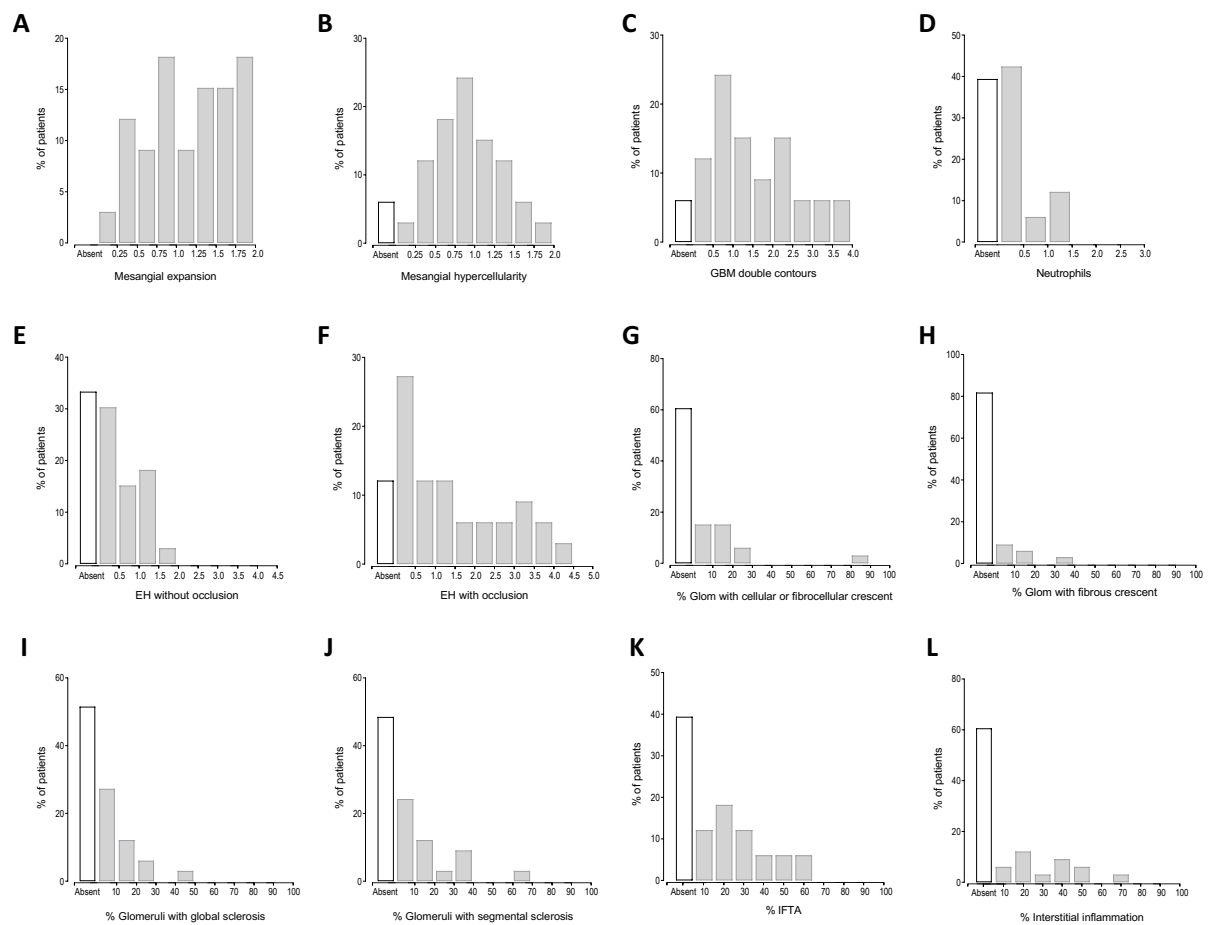 A
20
15
10
5
0
% of patients
Absent 0.25 0.5 0.75 1.0 1.25 1.5 1.75 2.0
Mesangial expansion
B
30
20
10
0
% of patients
Absent 0.25 0.5 0.75 1.0 1.25 1.5 1.75 2.0
Mesangial hypercellularity
C
30
20
10
0
% of patients
Absent 0.5 1.0 1.5 2.0 2.5 3.0 3.5 4.0
GBM double contours
D
50
40
30
20
10
0
% of patients
Absent 0.5 1.0 1.5 2.0 2.5 3.0
Neutrophils
E
40
30
20
10
0
% of patients
Absent 0.5 1.0 1.5 2.0 2.5 3.0 3.5 4.0 4.5
EH without occlusion
F
30
20
10
0
% of patients
Absent 0.5 1.0 1.5 2.0 2.5 3.0 3.5 4.0 4.5 5.0
EH with occlusion
G
80
60
40
20
0
% of patients
Absent 10 20 30 40 50 60 70 80 90 100
% Glom with cellular or fibrocellular crescent
H
100
80
60
40
20
0
% of patients
Absent 10 20 30 40 50 60 70 80 90 100
% Glom with fibrous crescent
I
60
40
20
0
% of patients
Absent 10 20 30 40 50 60 70 80 90 100
% Glomeruli with global sclerosis
J
60
40
20
0
% of patients
Absent 10 20 30 40 50 60 70 80 90 100
% Glomeruli with segmental sclerosis
K
50
40
30
20
10
0
% of patients
Absent 10 20 30 40 50 60 70 80 90 100
% IFTA
L
80
60
40
20
0
% of patients
Absent 10 20 30 40 50 60 70 80 90 100
% Interstitial inflammation